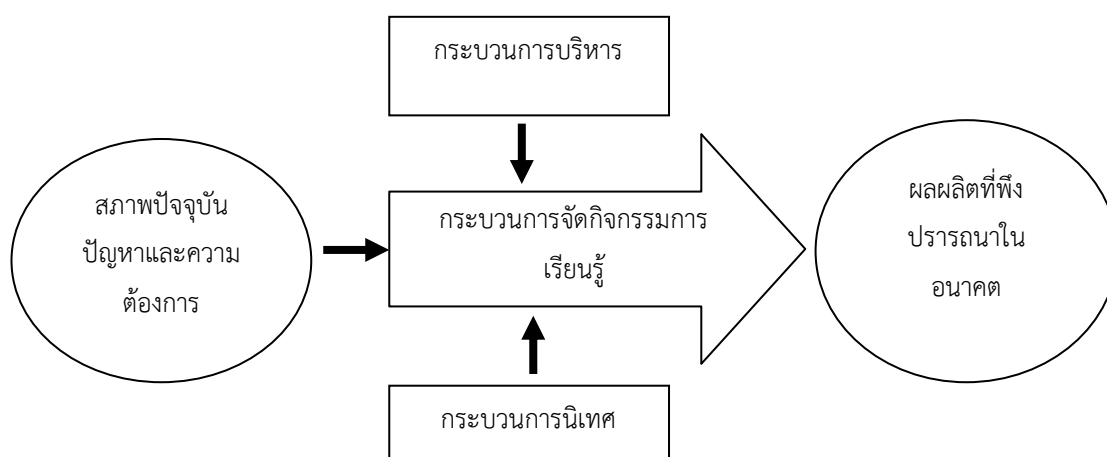 กระบวนการบริหาร
สภาพปัจจุบัน
ปัญหาและความ
ต้องการ
กระบวนการจัดกิจกรรมการ
เรียนรู้
ผลผลิตที่พึง
ปรารถนาใน
อนาคต
กระบวนการนิเทศ